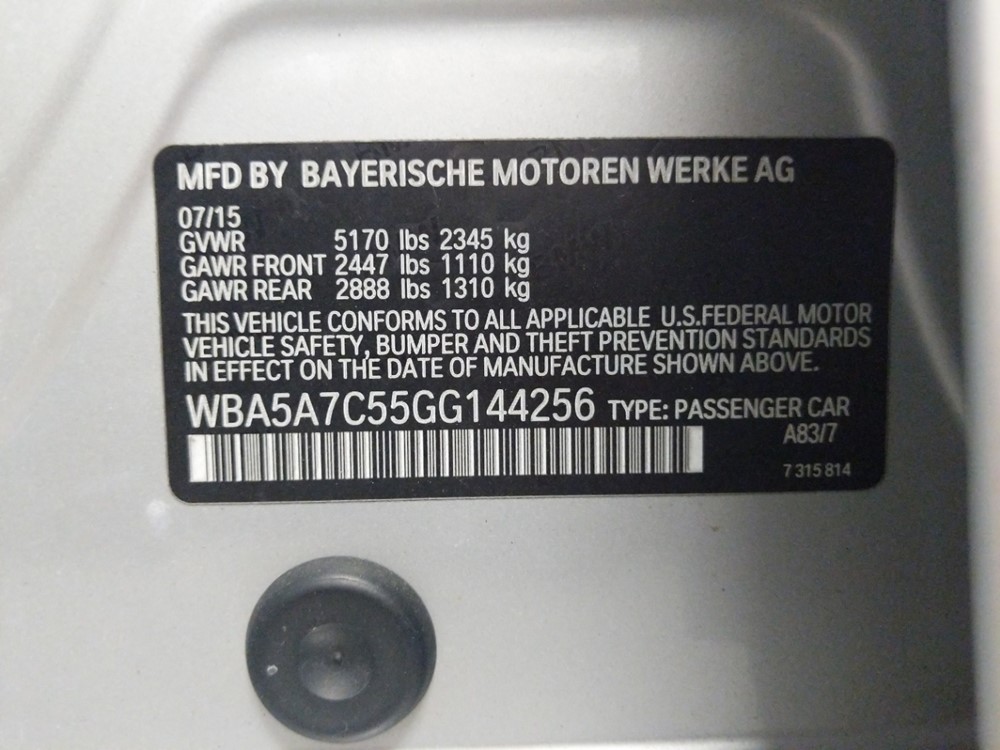 MFD BY BAYERISCHE MOTOREN WERKE AG
07/15
GVWR 5170 lbs 2345 kg
GAWR FRONT 2447 lbs 1110 kg
GAWR REAR 2888 lbs 1310 kg
THIS VEHICLE CONFORMS TO ALL APPLICABLE U.S.FEDERAL MOTOR
VEHICLE SAFETY, BUMPER AND THEFT PREVENTION STANDARDS
IN EFFECT ON THE DATE OF MANUFACTURE SHOWN ABOVE.
WBA5A7C55GG144256 TYPE: PASSENGER CAR
A83/7
7 315 814